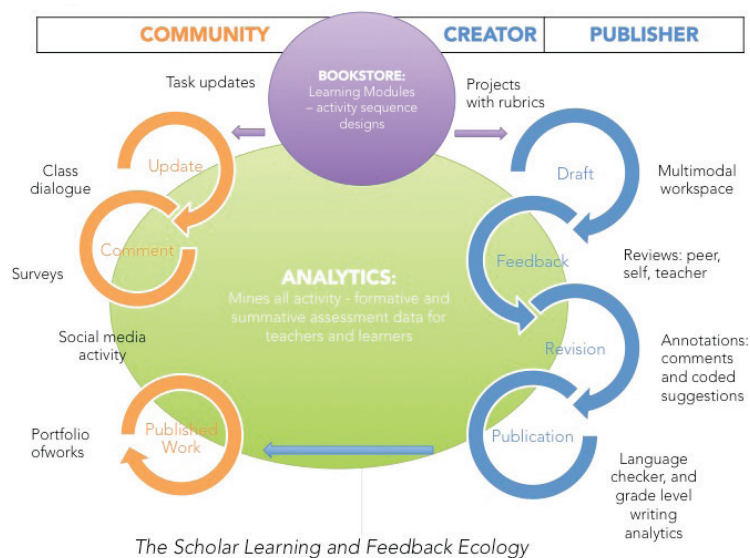 COMMUNITY
CREATOR
PUBLISHER
BOOKSTORE:
Learning Modules
– activity sequence
designs
Task updates
Projects
with rubrics
Update
Class
dialogue
Draft
Multimodal
workspace
Comment
Surveys
Feedback
Reviews: peer,
self, teacher
ANALYTICS:
Mines all activity - formative and
summative assessment data for
teachers and learners
Social media
activity
Revision
Annotations:
comments
and coded
suggestions
Published
Work
Portfolio
ofworks
Publication
Language
checker, and
grade level
writing
analytics
The Scholar Learning and Feedback Ecology